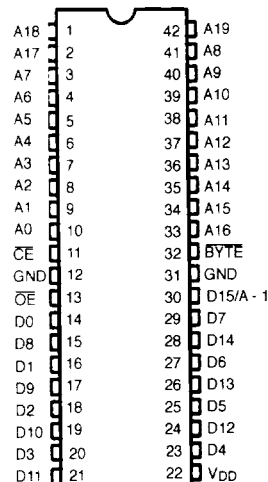 A18 1 42 A19
A17 2 41 A8
A7 3 40 A9
A6 4 39 A10
A5 5 38 A11
A4 6 37 A12
A3 7 36 A13
A2 8 35 A14
A1 9 34 A15
A0 10 33 A16
C̅E̅ 11 32 B̅Y̅T̅E̅
GND 12 31 GND
O̅E̅ 13 30 D15/A - 1
D0 14 29 D7
D8 15 28 D14
D1 16 27 D6
D9 17 26 D13
D2 18 25 D5
D10 19 24 D12
D3 20 23 D4
D11 21 22 VDD